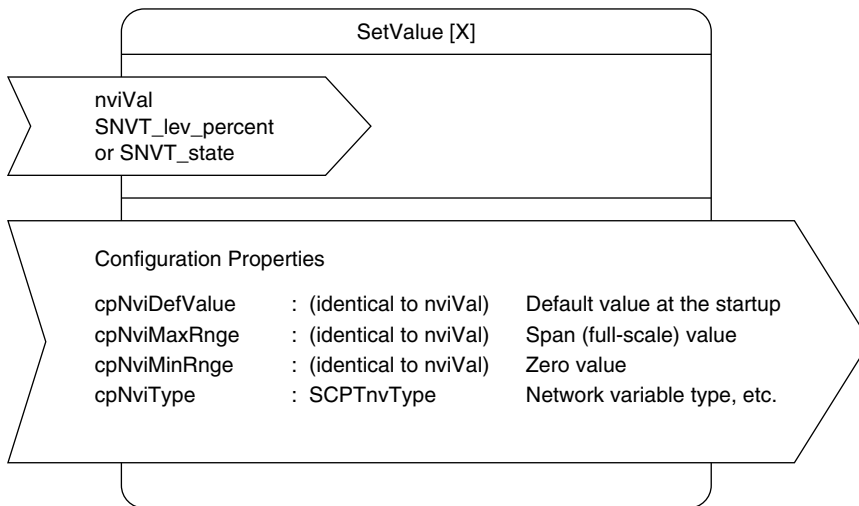 SetValue [X]
nviVal
SNVT_lev_percent
or SNVT_state
Configuration Properties
cpNviDefValue : (identical to nviVal) Default value at the startup
cpNviMaxRnge : (identical to nviVal) Span (full-scale) value
cpNviMinRnge : (identical to nviVal) Zero value
cpNviType : SCPTnvType Network variable type, etc.